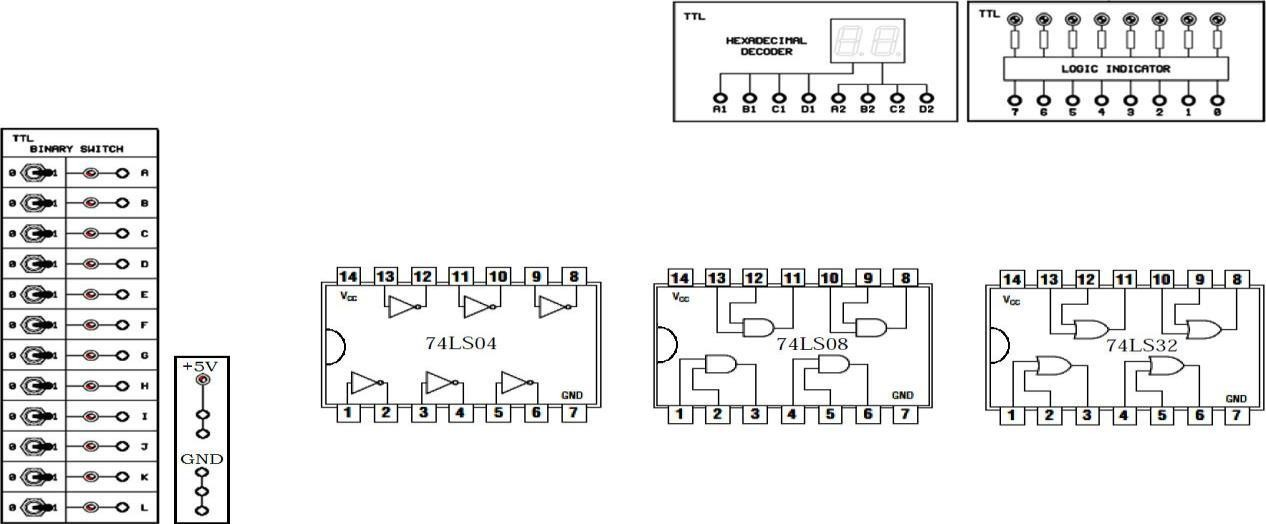 TTL
HEXADECIMAL
DECODER
A1 B1 C1 D1 A2 B2 C2 D2
TTL
LOGIC INDICATOR
7 6 5 4 3 2 1 0
TTL
BINARY SWITCH
0 1 A
0 1 B
0 1 C
0 1 D
0 1 E
0 1 F
0 1 G
0 1 H
0 1 I
0 1 J
0 1 K
0 1 L
+5V
GND
14 13 12 11 10 9 8
VCC
74LS04
GND
1 2 3 4 5 6 7
14 13 12 11 10 9 8
VCC
74LS08
GND
1 2 3 4 5 6 7
14 13 12 11 10 9 8
VCC
74LS32
GND
1 2 3 4 5 6 7